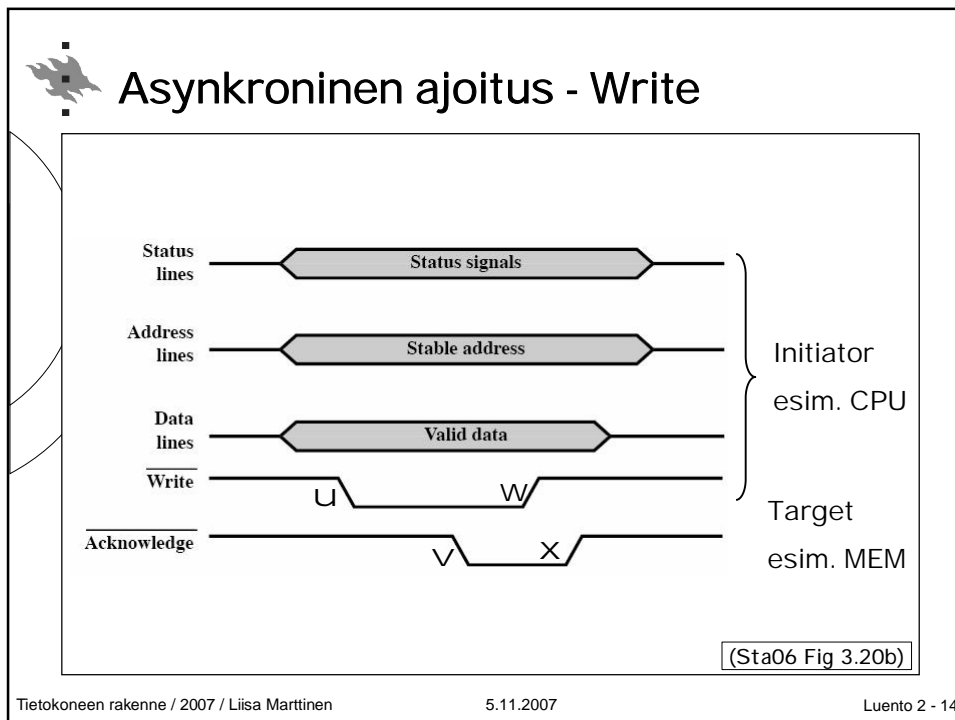 Asynkroninen ajoitus - Write
Status
lines
Status signals
Address
lines
Stable address
Data
lines
Valid data
Write
u
w
Acknowledge
v
x
Initiator
esim. CPU
Target
esim. MEM
(Sta06 Fig 3.20b)
Tietokoneen rakenne / 2007 / Liisa Marttinen 5.11.2007 Luento 2 - 14